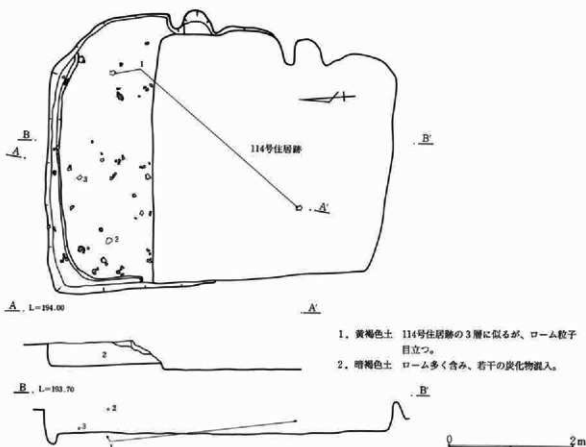 1
B
A
B'
114号住居跡
3
A'
2
A L=194.00
A'
2
1. 黄褐色土 114号住居跡の3層に似るが、ローム粒子
目立つ。
2. 暗褐色土 ローム多く含み、若干の炭化物混入。
B L=193.70
B'
2
3
0 2m